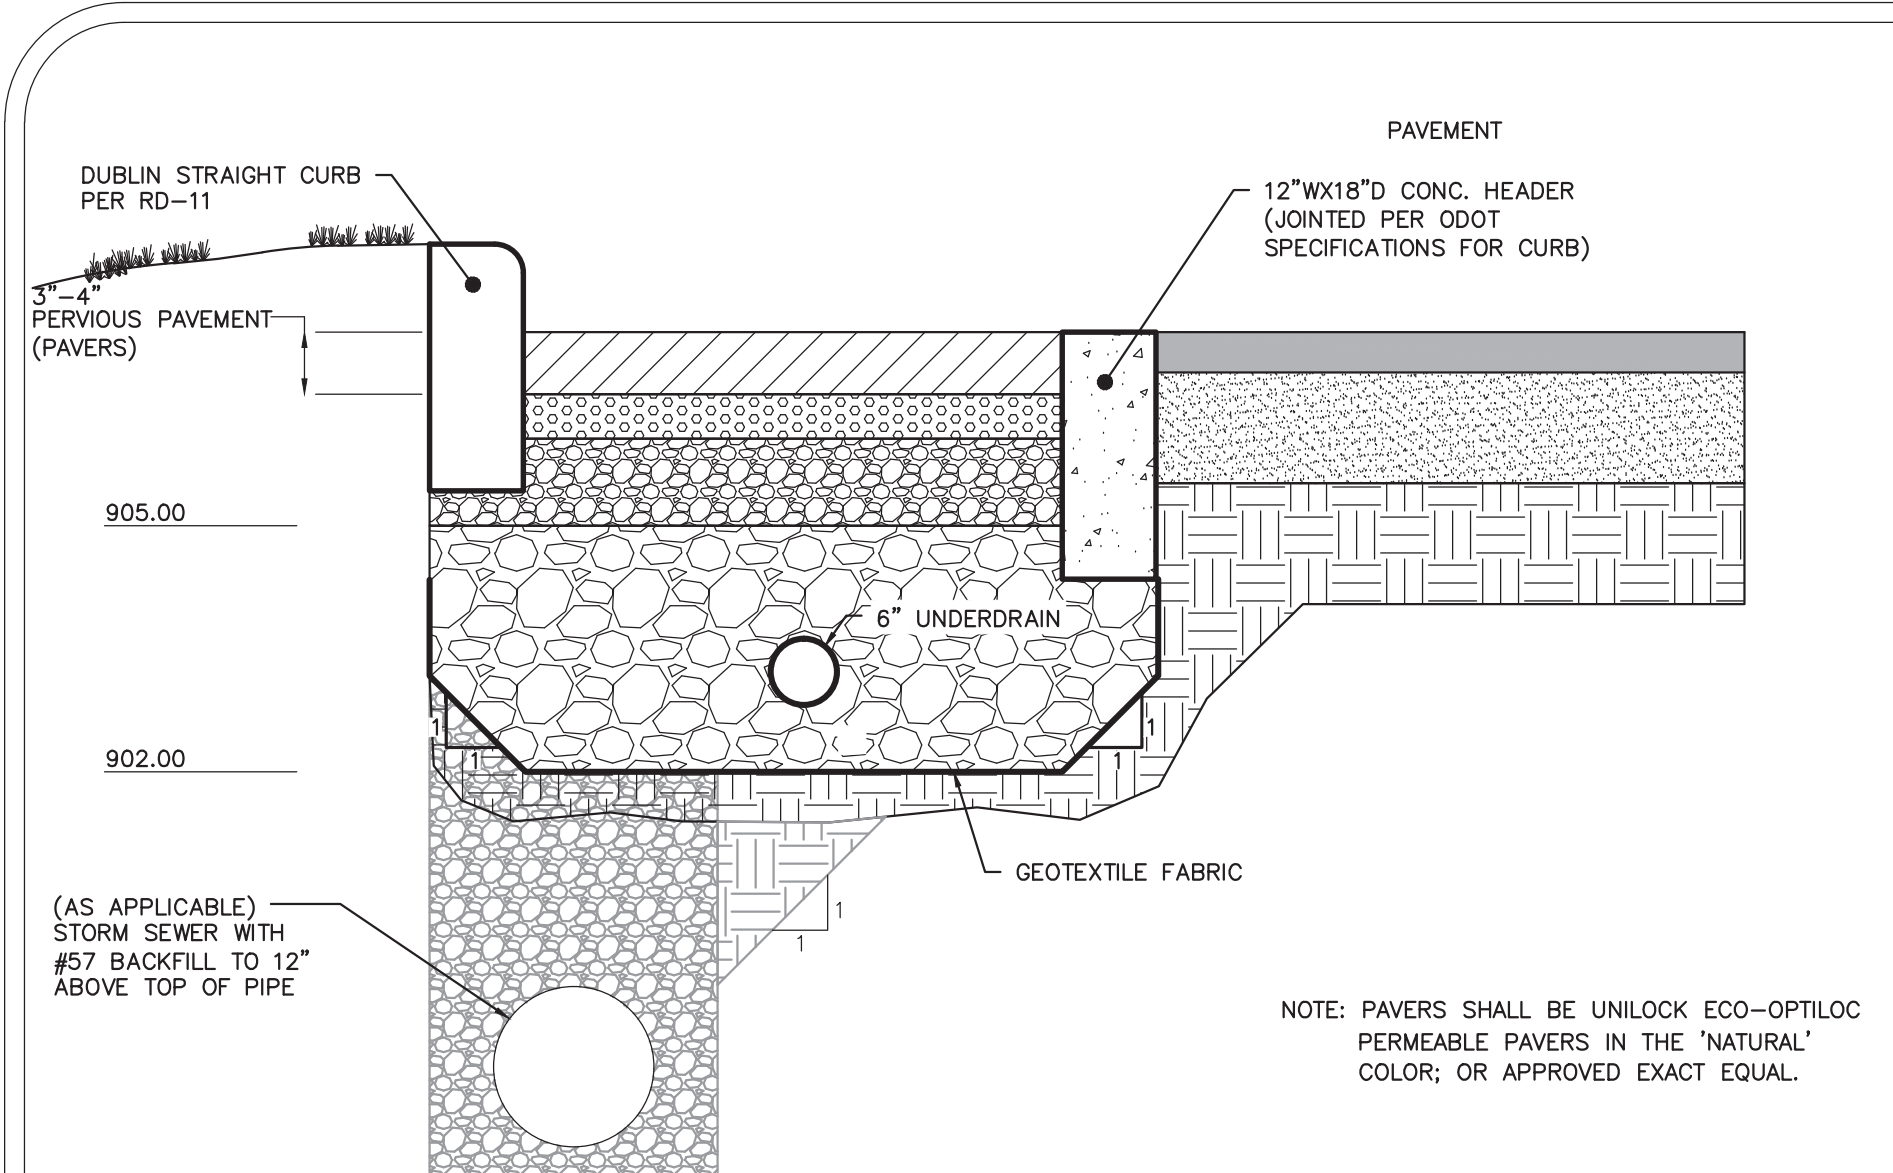 PAVEMENT
DUBLIN STRAIGHT CURB
PER RD-11
12"WX18"D CONC. HEADER
(JOINTED PER ODOT
SPECIFICATIONS FOR CURB)
3"-4"
PERVIOUS PAVEMENT
(PAVERS)
905.00
6" UNDERDRAIN
1
1
1
1
902.00
GEOTEXTILE FABRIC
(AS APPLICABLE)
STORM SEWER WITH
#57 BACKFILL TO 12"
ABOVE TOP OF PIPE
1
1
NOTE: PAVERS SHALL BE UNILOCK ECO-OPTILOC
PERMEABLE PAVERS IN THE 'NATURAL'
COLOR; OR APPROVED EXACT EQUAL.